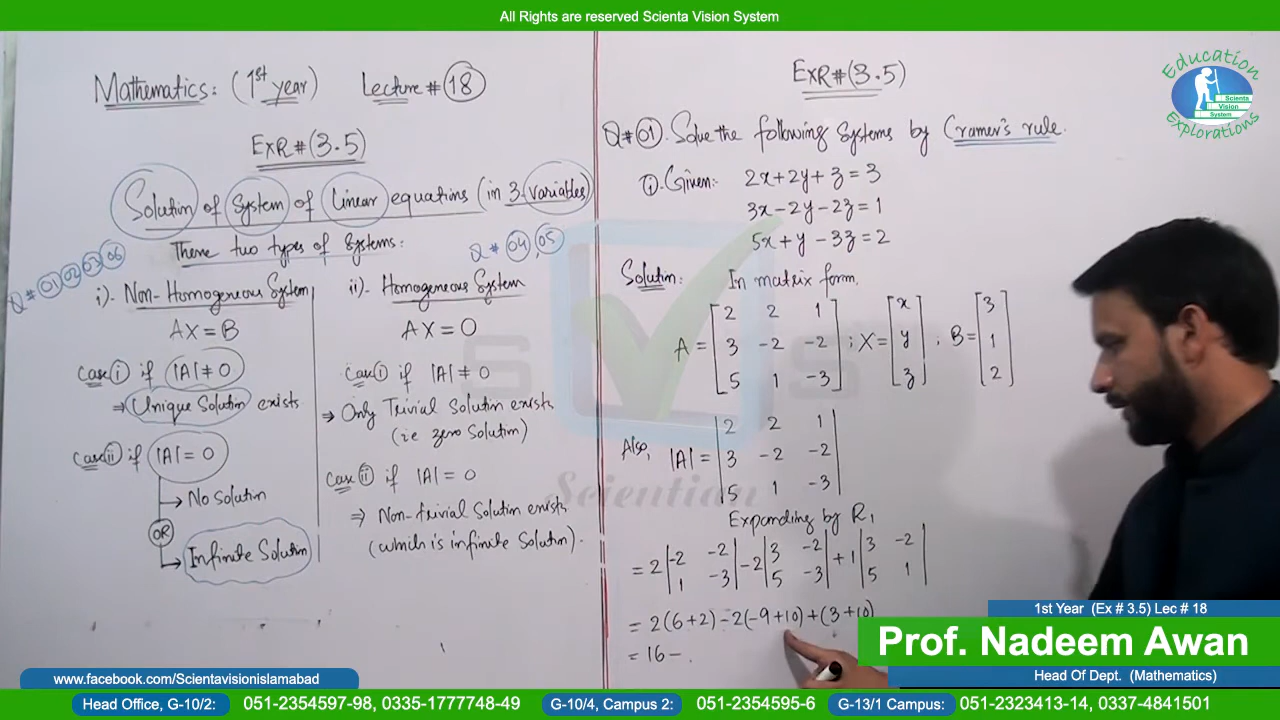 All Rights are reserved Scienta Vision System
Mathematics: (1st year) Lecture # 18
EXR#(3.5)
Solution of System of Linear equations (in 3-variables)
There two types of Systems:
Q# 01 02 03 06
i)- Non-Homogeneous System
AX=B
Case i if |A|≠0
⇒ Unique Solution exists
Case ii if |A|=0
→ No solution
OR
→ Infinite Solution
Q# 04, 05
ii)- Homogeneous System
AX=O
Case i if |A|≠0
⇒ Only Trivial Solution exists
(ie zero Solution)
Case ii if |A|=0
⇒ Non-trivial Solution exists
(which is infinite Solution).
EXR#(3.5)
Q# 01. Solve the following Systems by Cramer's rule.
i)- Given:- 2x+2y+z=3
3x-2y-2z=1
5x+y-3z=2
Solution: In matrix form.
A = [2 2 1 ; X = [x ; B = [3
3 -2 -2 y 1
5 1 -3] z] 2]
Also, |A| = |2 2 1
3 -2 -2
5 1 -3|
Expanding by R1
= 2 |-2 -2| -2 |3 -2| +1 |3 -2|
|1 -3| |5 -3| |5 1|
= 2(6+2) -2(-9+10) +(3+10)
= 16 -
Education
Scienta
Vision
System
Explorations
SVS
Scientian
1st Year (Ex # 3.5) Lec # 18
Prof. Nadeem Awan
Head Of Dept. (Mathematics)
www.facebook.com/Scientavisionislamabad
Head Office, G-10/2: 051-2354597-98, 0335-1777748-49 G-10/4, Campus 2: 051-2354595-6 G-13/1 Campus: 051-2323413-14, 0337-4841501